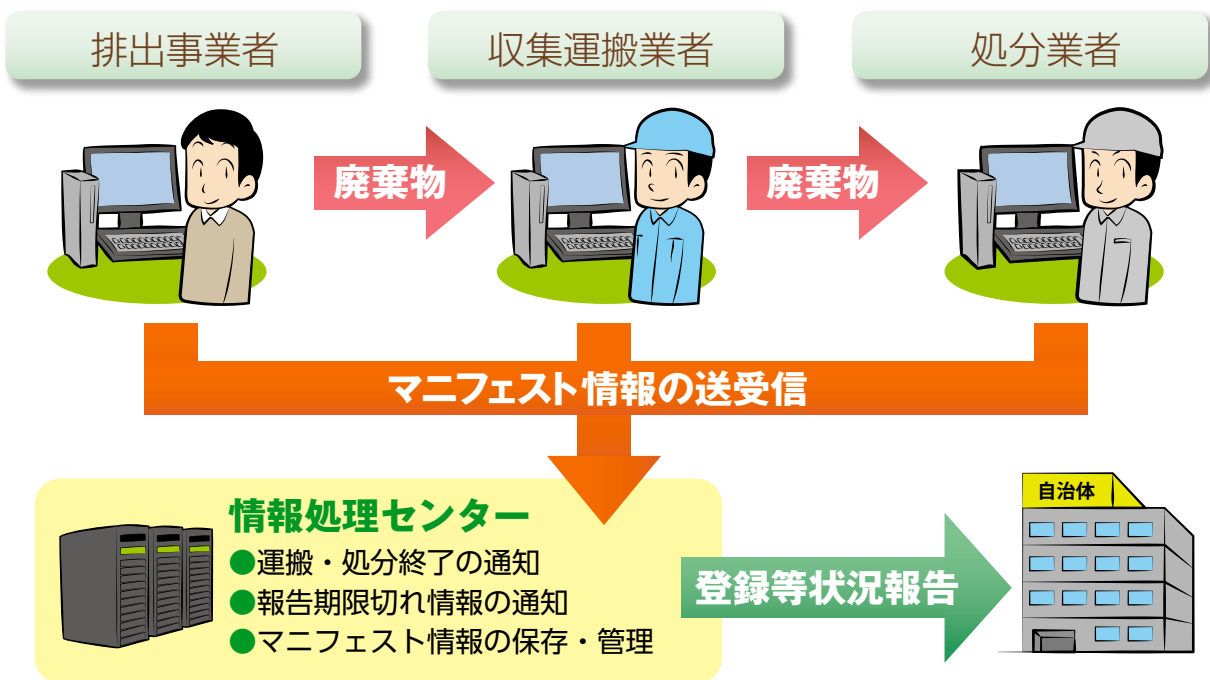 排出事業者
収集運搬業者
処分業者
廃棄物
廃棄物
マニフェスト情報の送受信
情報処理センター
●運搬・処分終了の通知
●報告期限切れ情報の通知
●マニフェスト情報の保存・管理
登録等状況報告
自治体